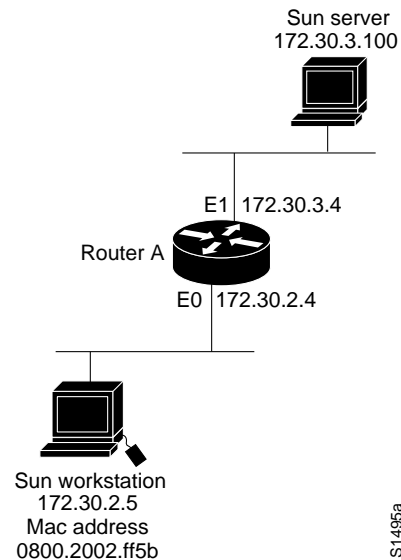 Sun server
172.30.3.100
E1 172.30.3.4
Router A
E0 172.30.2.4
Sun workstation
172.30.2.5
Mac address
0800.2002.ff5b
S1495a